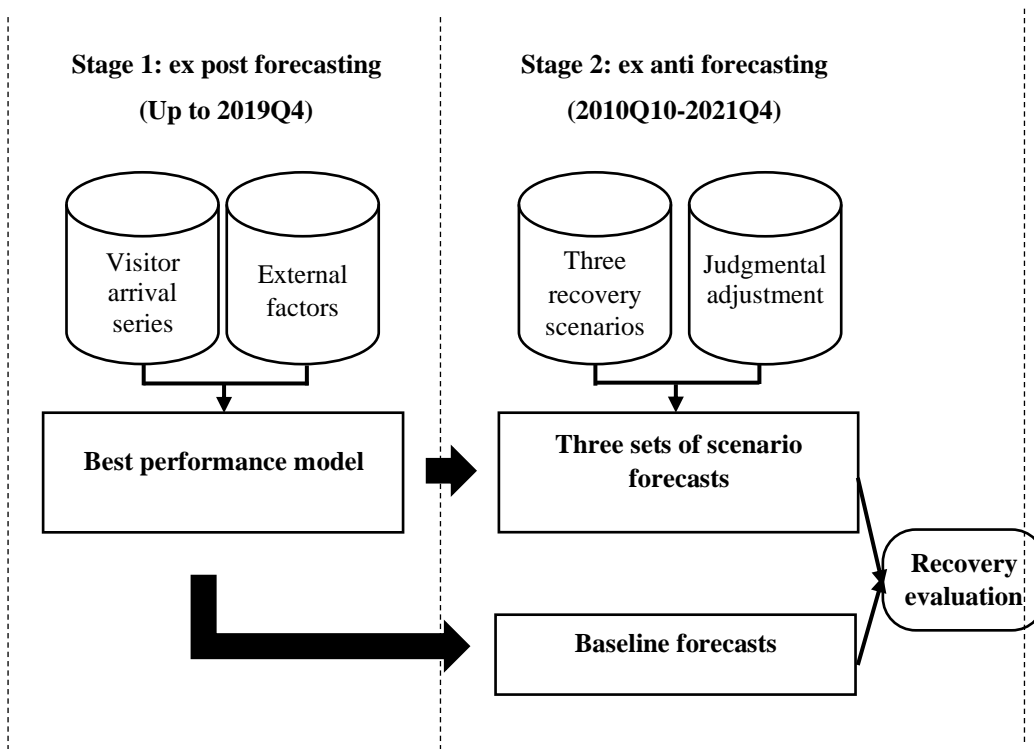 Stage 1: ex post forecasting
(Up to 2019Q4)
Stage 2: ex anti forecasting
(2010Q10-2021Q4)
Visitor
arrival
series
External
factors
Three
recovery
scenarios
Judgmental
adjustment
Best performance model
Three sets of scenario
forecasts
Recovery
evaluation
Baseline forecasts